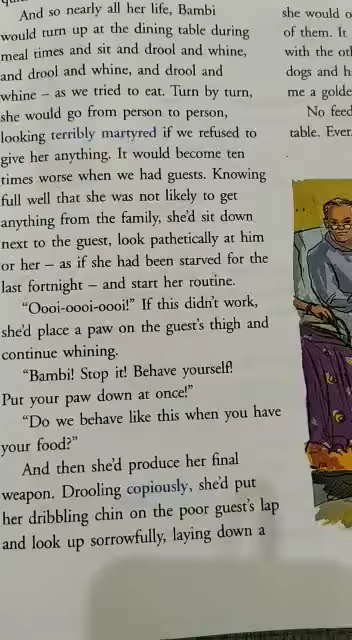 And so nearly all her life, Bambi
would turn up at the dining table during
meal times and sit and drool and whine,
and drool and whine, and drool and
whine – as we tried to eat. Turn by turn,
she would go from person to person,
looking terribly martyred if we refused to
give her anything. It would become ten
times worse when we had guests. Knowing
full well that she was not likely to get
anything from the family, she'd sit down
next to the guest, look pathetically at him
or her – as if she had been starved for the
last fortnight – and start her routine.
"Oooi-oooi-oooi!" If this didn't work,
she'd place a paw on the guest's thigh and
continue whining.
"Bambi! Stop it! Behave yourself!
Put your paw down at once!"
"Do we behave like this when you have
your food?"
And then she'd produce her final
weapon. Drooling copiously, she'd put
her dribbling chin on the poor guest's lap
and look up sorrowfully, laying down a
she would
of them. It
with the
dogs and
me a
No
table.